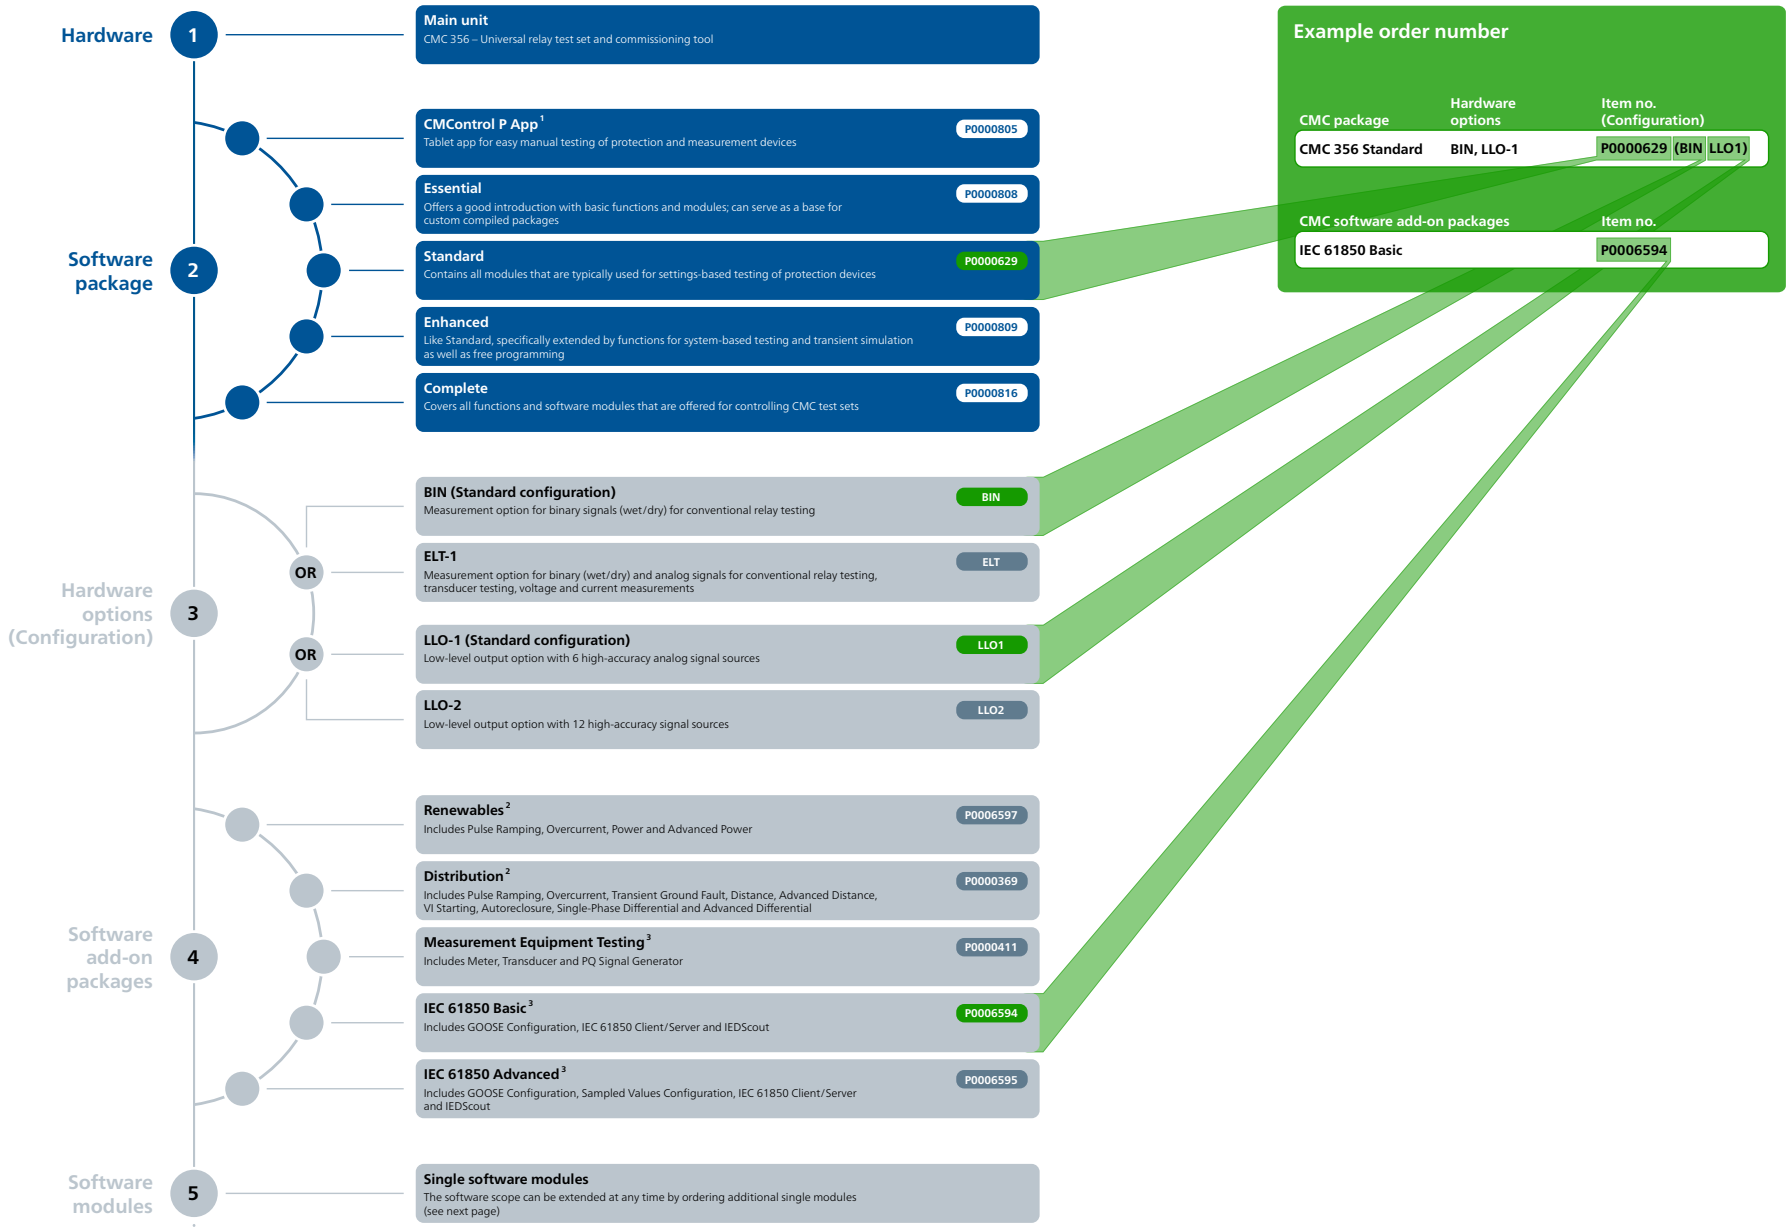 Hardware
1
Main unit
CMC 356 – Universal relay test set and commissioning tool
Software
package
2
CMControl P App¹
P0000805
Tablet app for easy manual testing of protection and measurement devices
Essential
P0000808
Offers a good introduction with basic functions and modules; can serve as a base for
custom compiled packages
Standard
P0000629
Contains all modules that are typically used for settings-based testing of protection devices
Enhanced
P0000809
Like Standard, specifically extended by functions for system-based testing and transient simulation
as well as free programming
Complete
P0000816
Covers all functions and software modules that are offered for controlling CMC test sets
Hardware
options
(Configuration)
3
OR
OR
BIN (Standard configuration)
BIN
Measurement option for binary signals (wet/dry) for conventional relay testing
ELT-1
ELT
Measurement option for binary (wet/dry) and analog signals for conventional relay testing,
transducer testing, voltage and current measurements
LLO-1 (Standard configuration)
LLO1
Low-level output option with 6 high-accuracy analog signal sources
LLO-2
LLO2
Low-level output option with 12 high-accuracy signal sources
Software
add-on
packages
4
Renewables²
P0006597
Includes Pulse Ramping, Overcurrent, Power and Advanced Power
Distribution²
P0000369
Includes Pulse Ramping, Overcurrent, Transient Ground Fault, Distance, Advanced Distance,
VI Starting, Autoreclosure, Single-Phase Differential and Advanced Differential
Measurement Equipment Testing³
P0000411
Includes Meter, Transducer and PQ Signal Generator
IEC 61850 Basic³
P0006594
Includes GOOSE Configuration, IEC 61850 Client/Server and IEDScout
IEC 61850 Advanced³
P0006595
Includes GOOSE Configuration, Sampled Values Configuration, IEC 61850 Client/Server
and IEDScout
Software
modules
5
Single software modules
The software scope can be extended at any time by ordering additional single modules
(see next page)
Example order number
CMC package
Hardware
options
Item no.
(Configuration)
CMC 356 Standard BIN, LLO-1 P0000629 (BIN LLO1)
CMC software add-on packages Item no.
IEC 61850 Basic P0006594